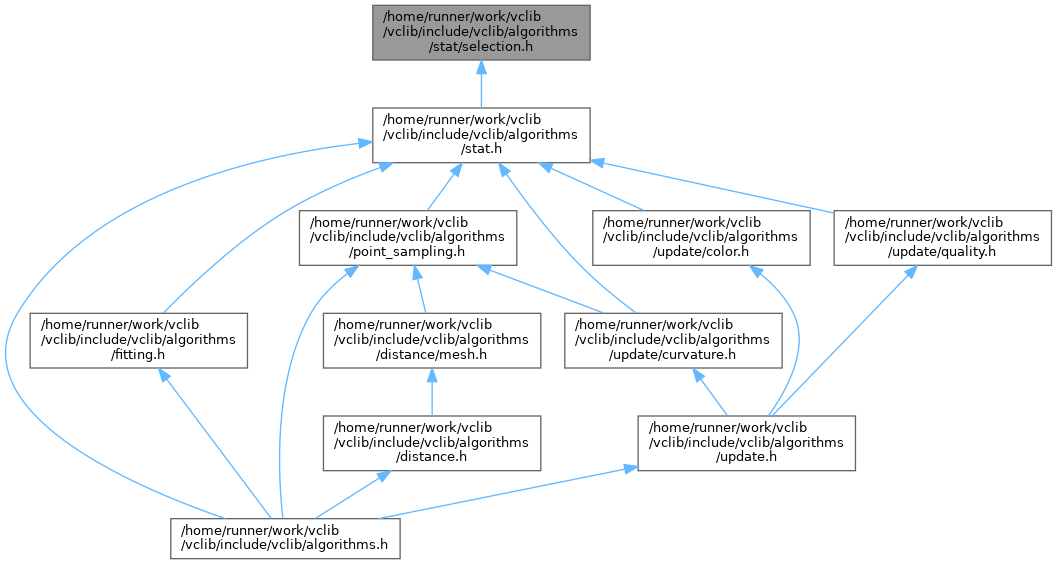 /home/runner/work/vclib
/vclib/include/vclib/algorithms
/stat/selection.h
/home/runner/work/vclib
/vclib/include/vclib/algorithms
/stat.h
/home/runner/work/vclib
/vclib/include/vclib/algorithms
/point_sampling.h
/home/runner/work/vclib
/vclib/include/vclib/algorithms
/update/color.h
/home/runner/work/vclib
/vclib/include/vclib/algorithms
/update/quality.h
/home/runner/work/vclib
/vclib/include/vclib/algorithms
/fitting.h
/home/runner/work/vclib
/vclib/include/vclib/algorithms
/distance/mesh.h
/home/runner/work/vclib
/vclib/include/vclib/algorithms
/update/curvature.h
/home/runner/work/vclib
/vclib/include/vclib/algorithms
/distance.h
/home/runner/work/vclib
/vclib/include/vclib/algorithms
/update.h
/home/runner/work/vclib
/vclib/include/vclib/algorithms.h